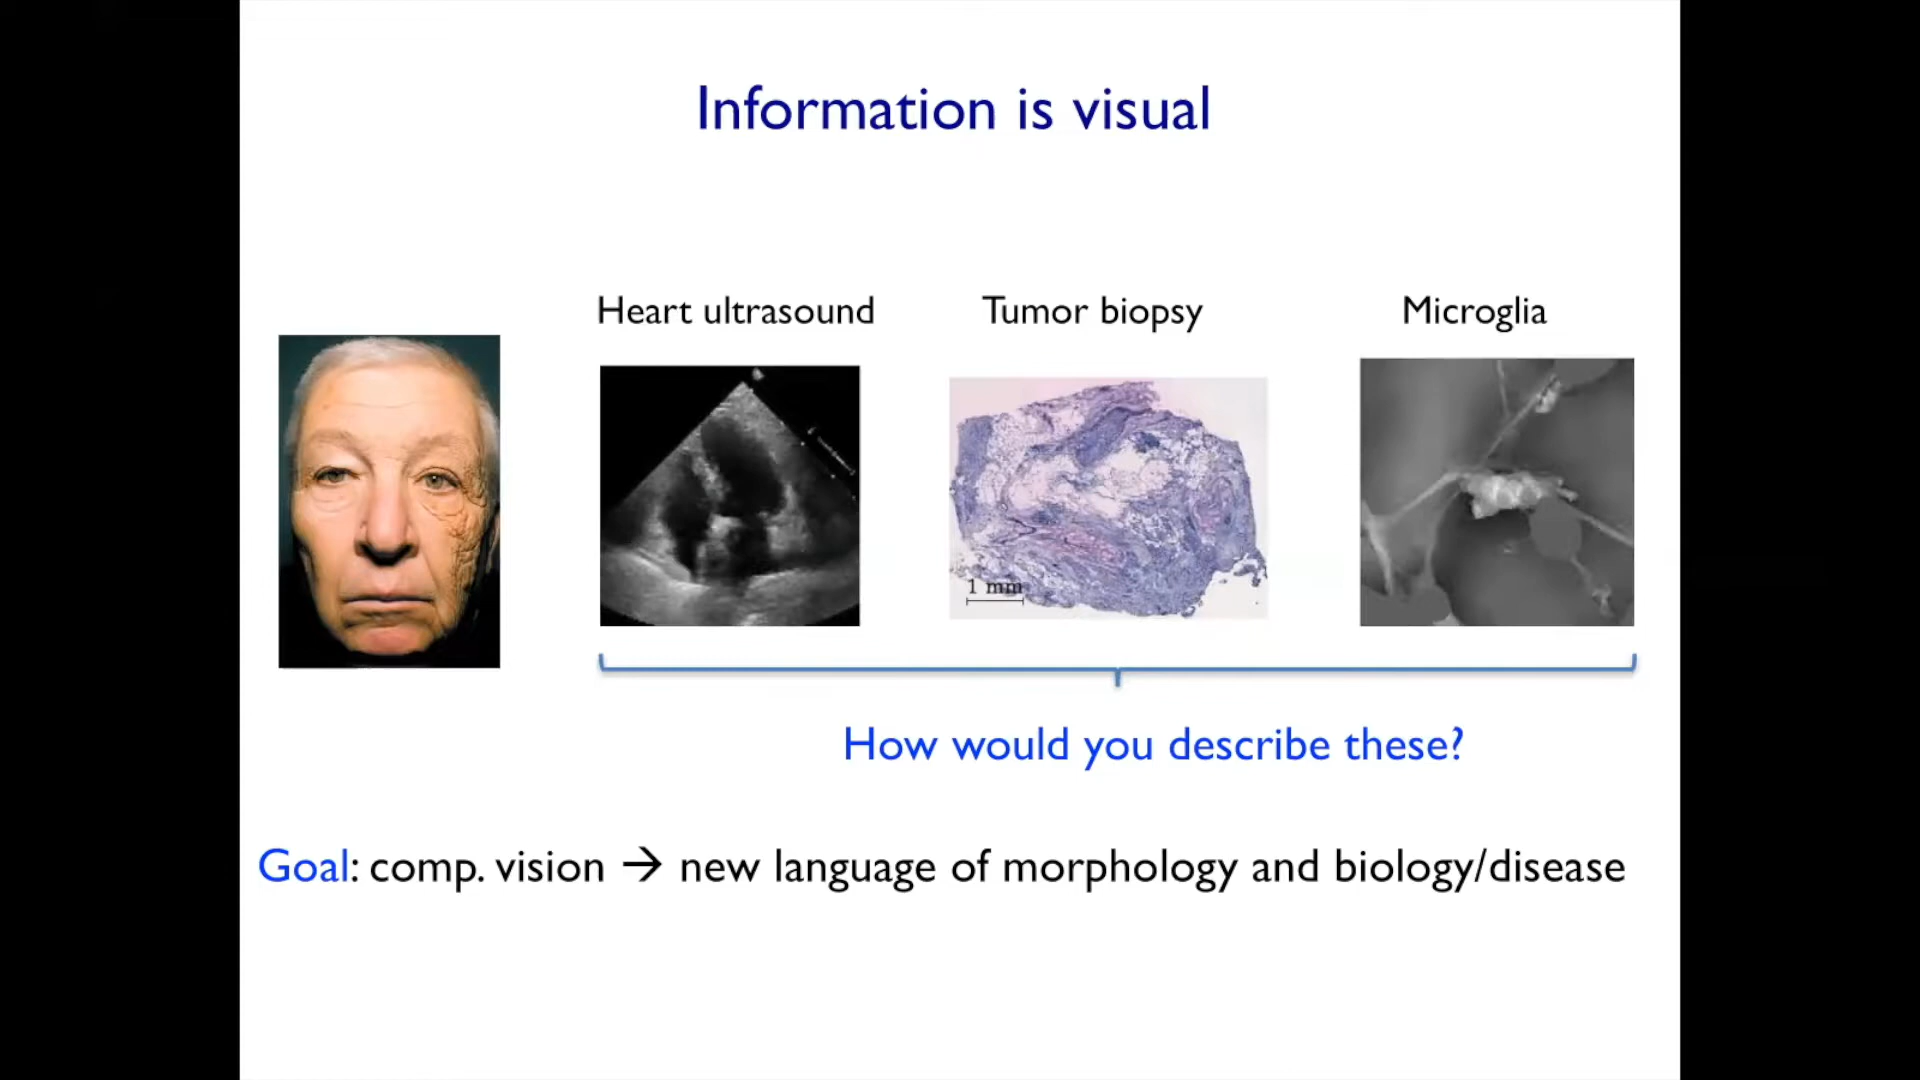 Information is visual
Heart ultrasound
Tumor biopsy
Microglia
1 mm
How would you describe these?
Goal: comp. vision → new language of morphology and biology/disease